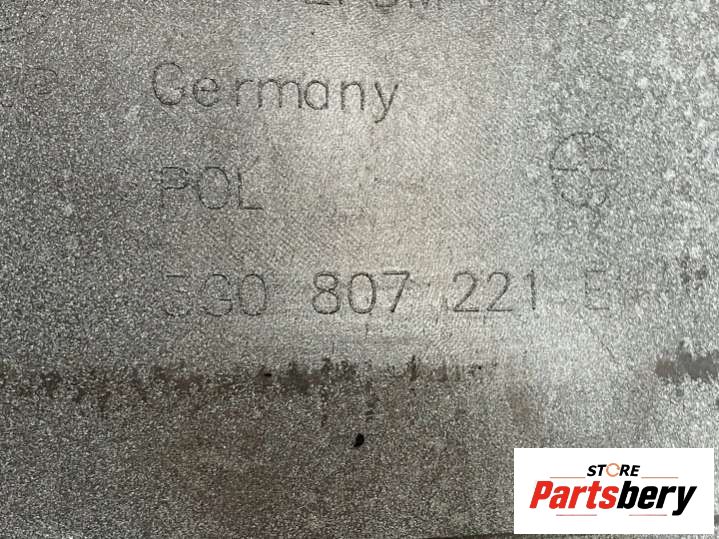 Germany
POL
5G0 807 221 E
STORE
Partsbery